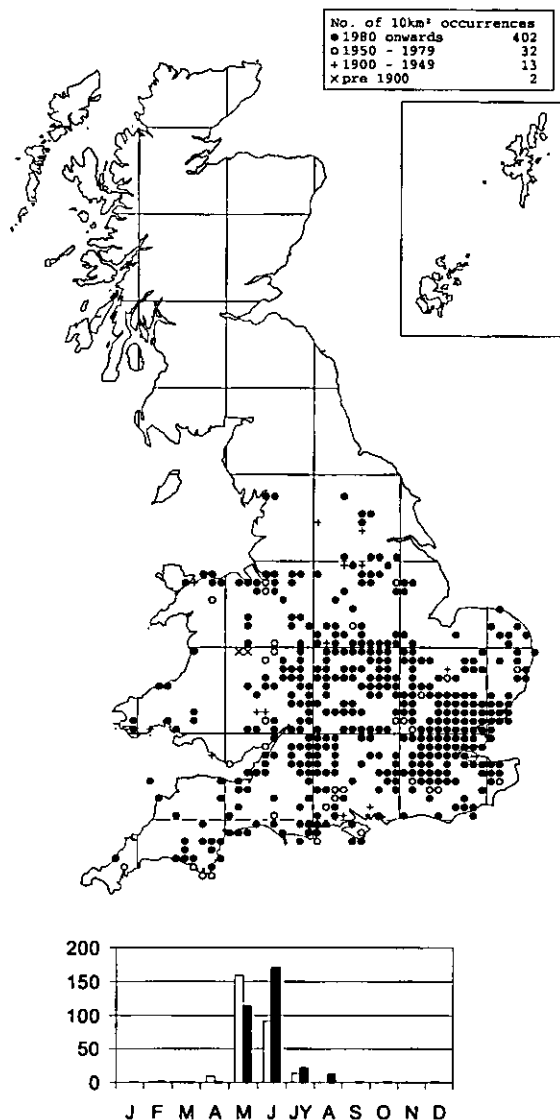 No. of 10km² occurrences
● 1980 onwards 402
○ 1950 - 1979 32
+ 1900 - 1949 13
× pre 1900 2
200
150
100
50
0
J F M A M J JY A S O N D